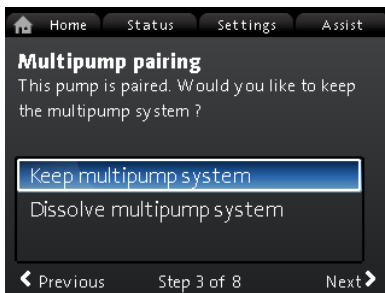 Home Status Settings Assist
Multipump pairing
This pump is paired. Would you like to keep
the multipump system ?
Keep multipump system
Dissolve multipump system
Previous Step 3 of 8 Next